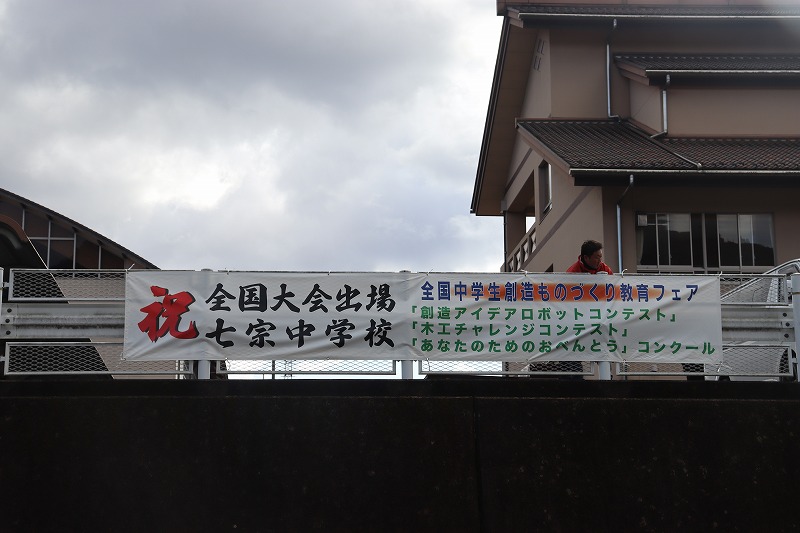 祝
全国大会出場
七宗中学校
全国中学生創造ものづくり教育フェア
「創造アイデアロボットコンテスト」
「木工チャレンジコンテスト」
「あなたのためのおべんとう」コンクール